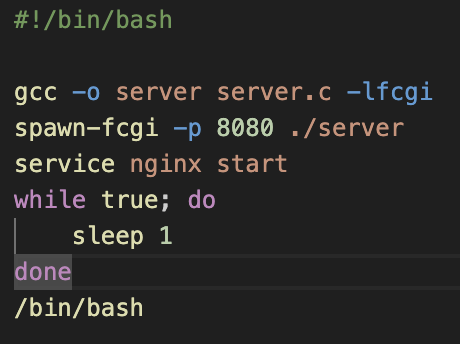 #!/bin/bash

gcc -o server server.c -lfcgi
spawn-fcgi -p 8080 ./server
service nginx start
while true; do
    sleep 1
done
/bin/bash